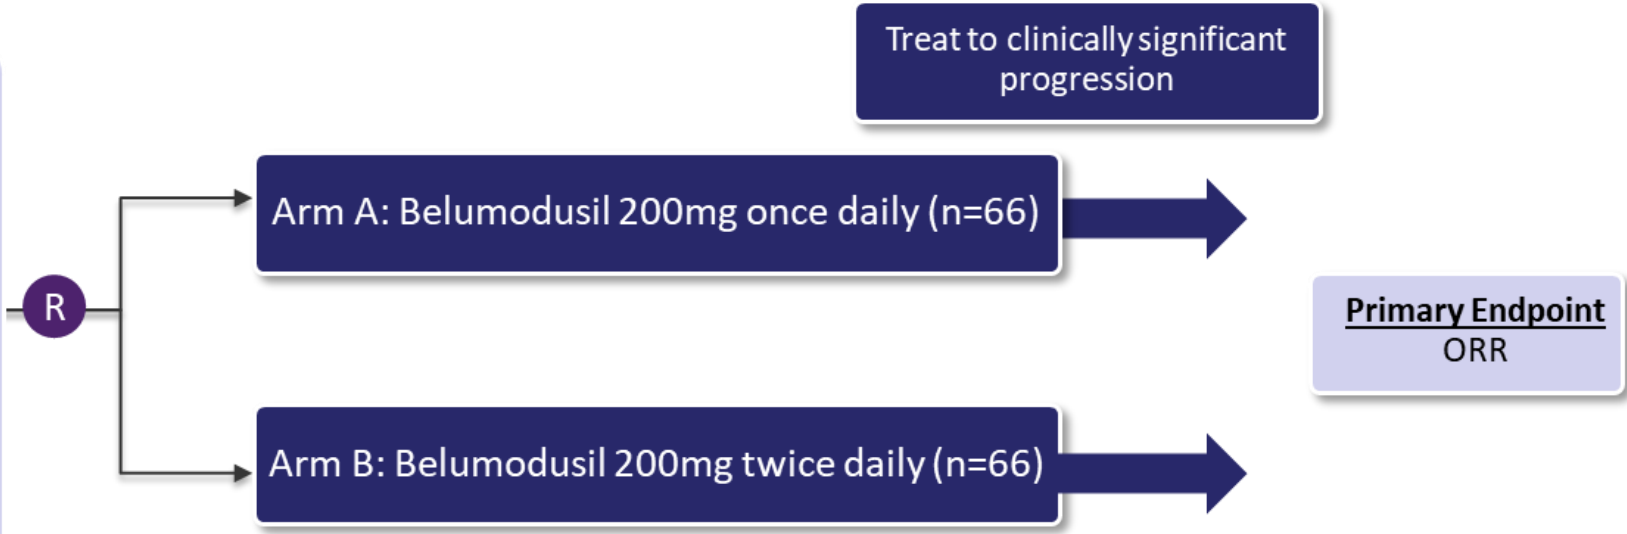 Treat to clinically significant
progression
Arm A: Belumodusil 200mg once daily (n=66)
R
Primary Endpoint
ORR
Arm B: Belumodusil 200mg twice daily (n=66)